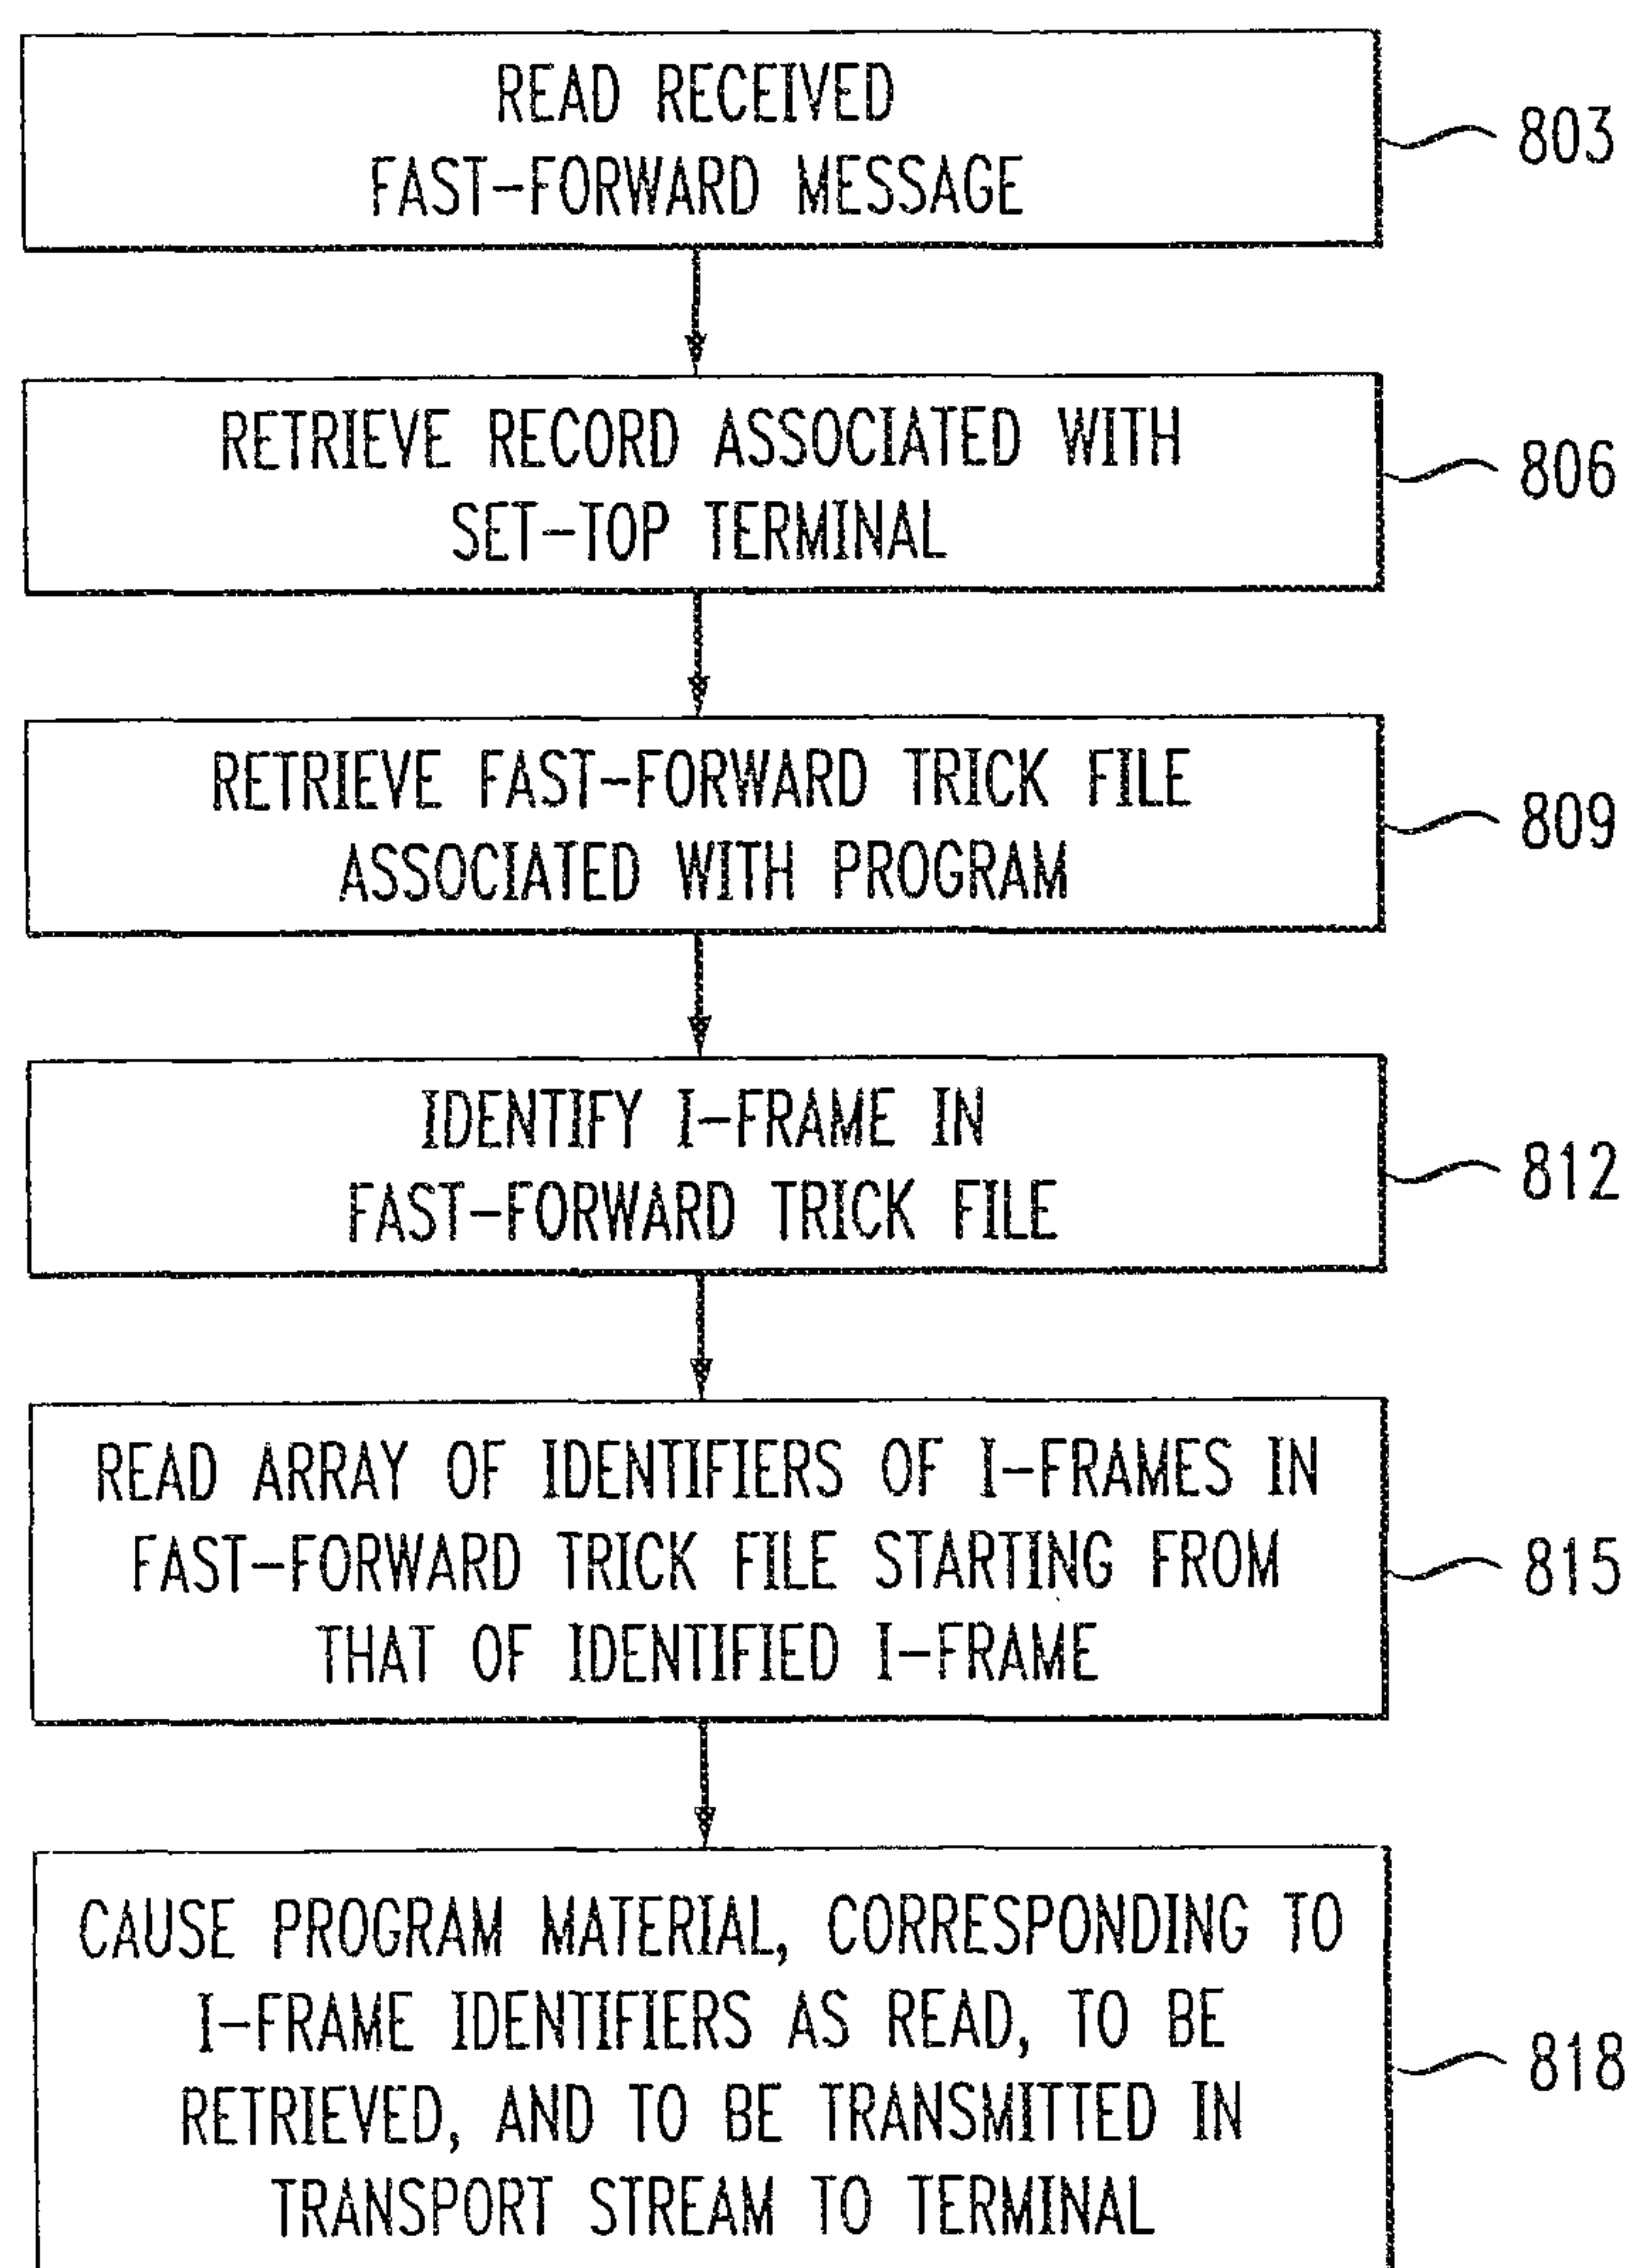 READ RECEIVED
FAST-FORWARD MESSAGE
803
RETRIEVE RECORD ASSOCIATED WITH
SET-TOP TERMINAL
806
RETRIEVE FAST-FORWARD TRICK FILE
ASSOCIATED WITH PROGRAM
809
IDENTIFY I-FRAME IN
FAST-FORWARD TRICK FILE
812
READ ARRAY OF IDENTIFIERS OF I-FRAMES IN
FAST-FORWARD TRICK FILE STARTING FROM
THAT OF IDENTIFIED I-FRAME
815
CAUSE PROGRAM MATERIAL, CORRESPONDING TO
I-FRAME IDENTIFIERS AS READ, TO BE
RETRIEVED, AND TO BE TRANSMITTED IN
TRANSPORT STREAM TO TERMINAL
818